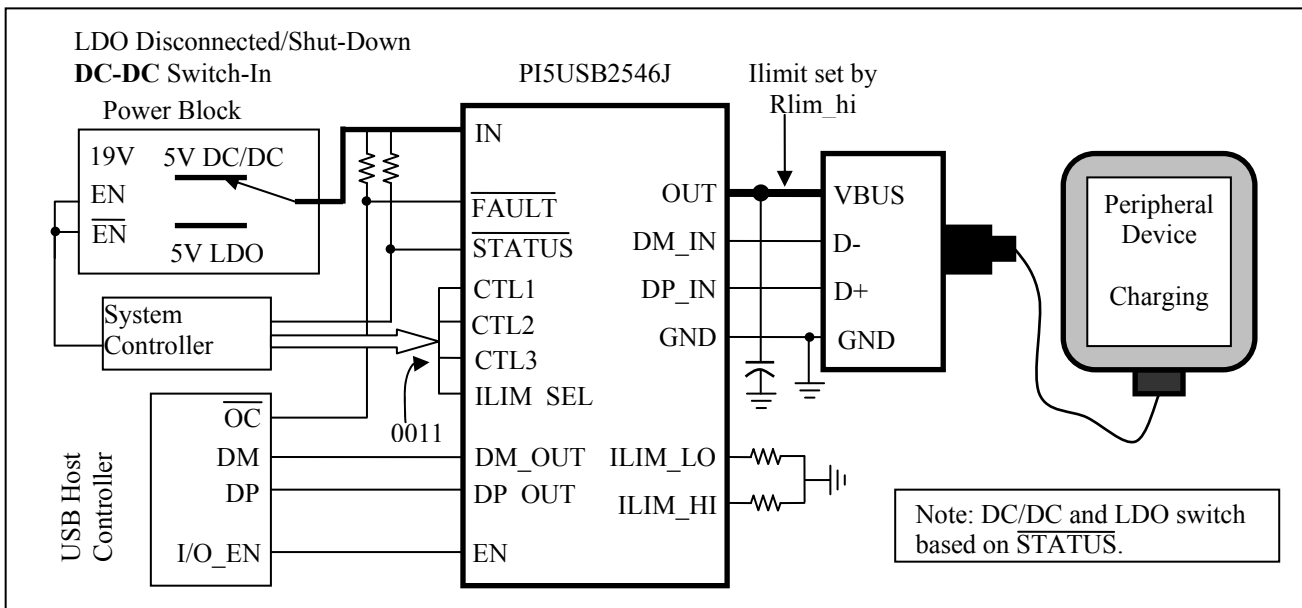 LDO Disconnected/Shut-Down
DC-DC Switch-In
Power Block
19V
5V DC/DC
EN
EN
5V LDO
System
Controller
USB Host
Controller
OC
DM
DP
I/O_EN
0011
PI5USB2546J
IN
FAULT
STATUS
CTL1
CTL2
CTL3
ILIM SEL
DM_OUT
DP OUT
EN
OUT
DM_IN
DP_IN
GND
ILIM_LO
ILIM_HI
Ilimit set by
Rlim_hi
VBUS
D-
D+
GND
Peripheral
Device
Charging
Note: DC/DC and LDO switch
based on STATUS.